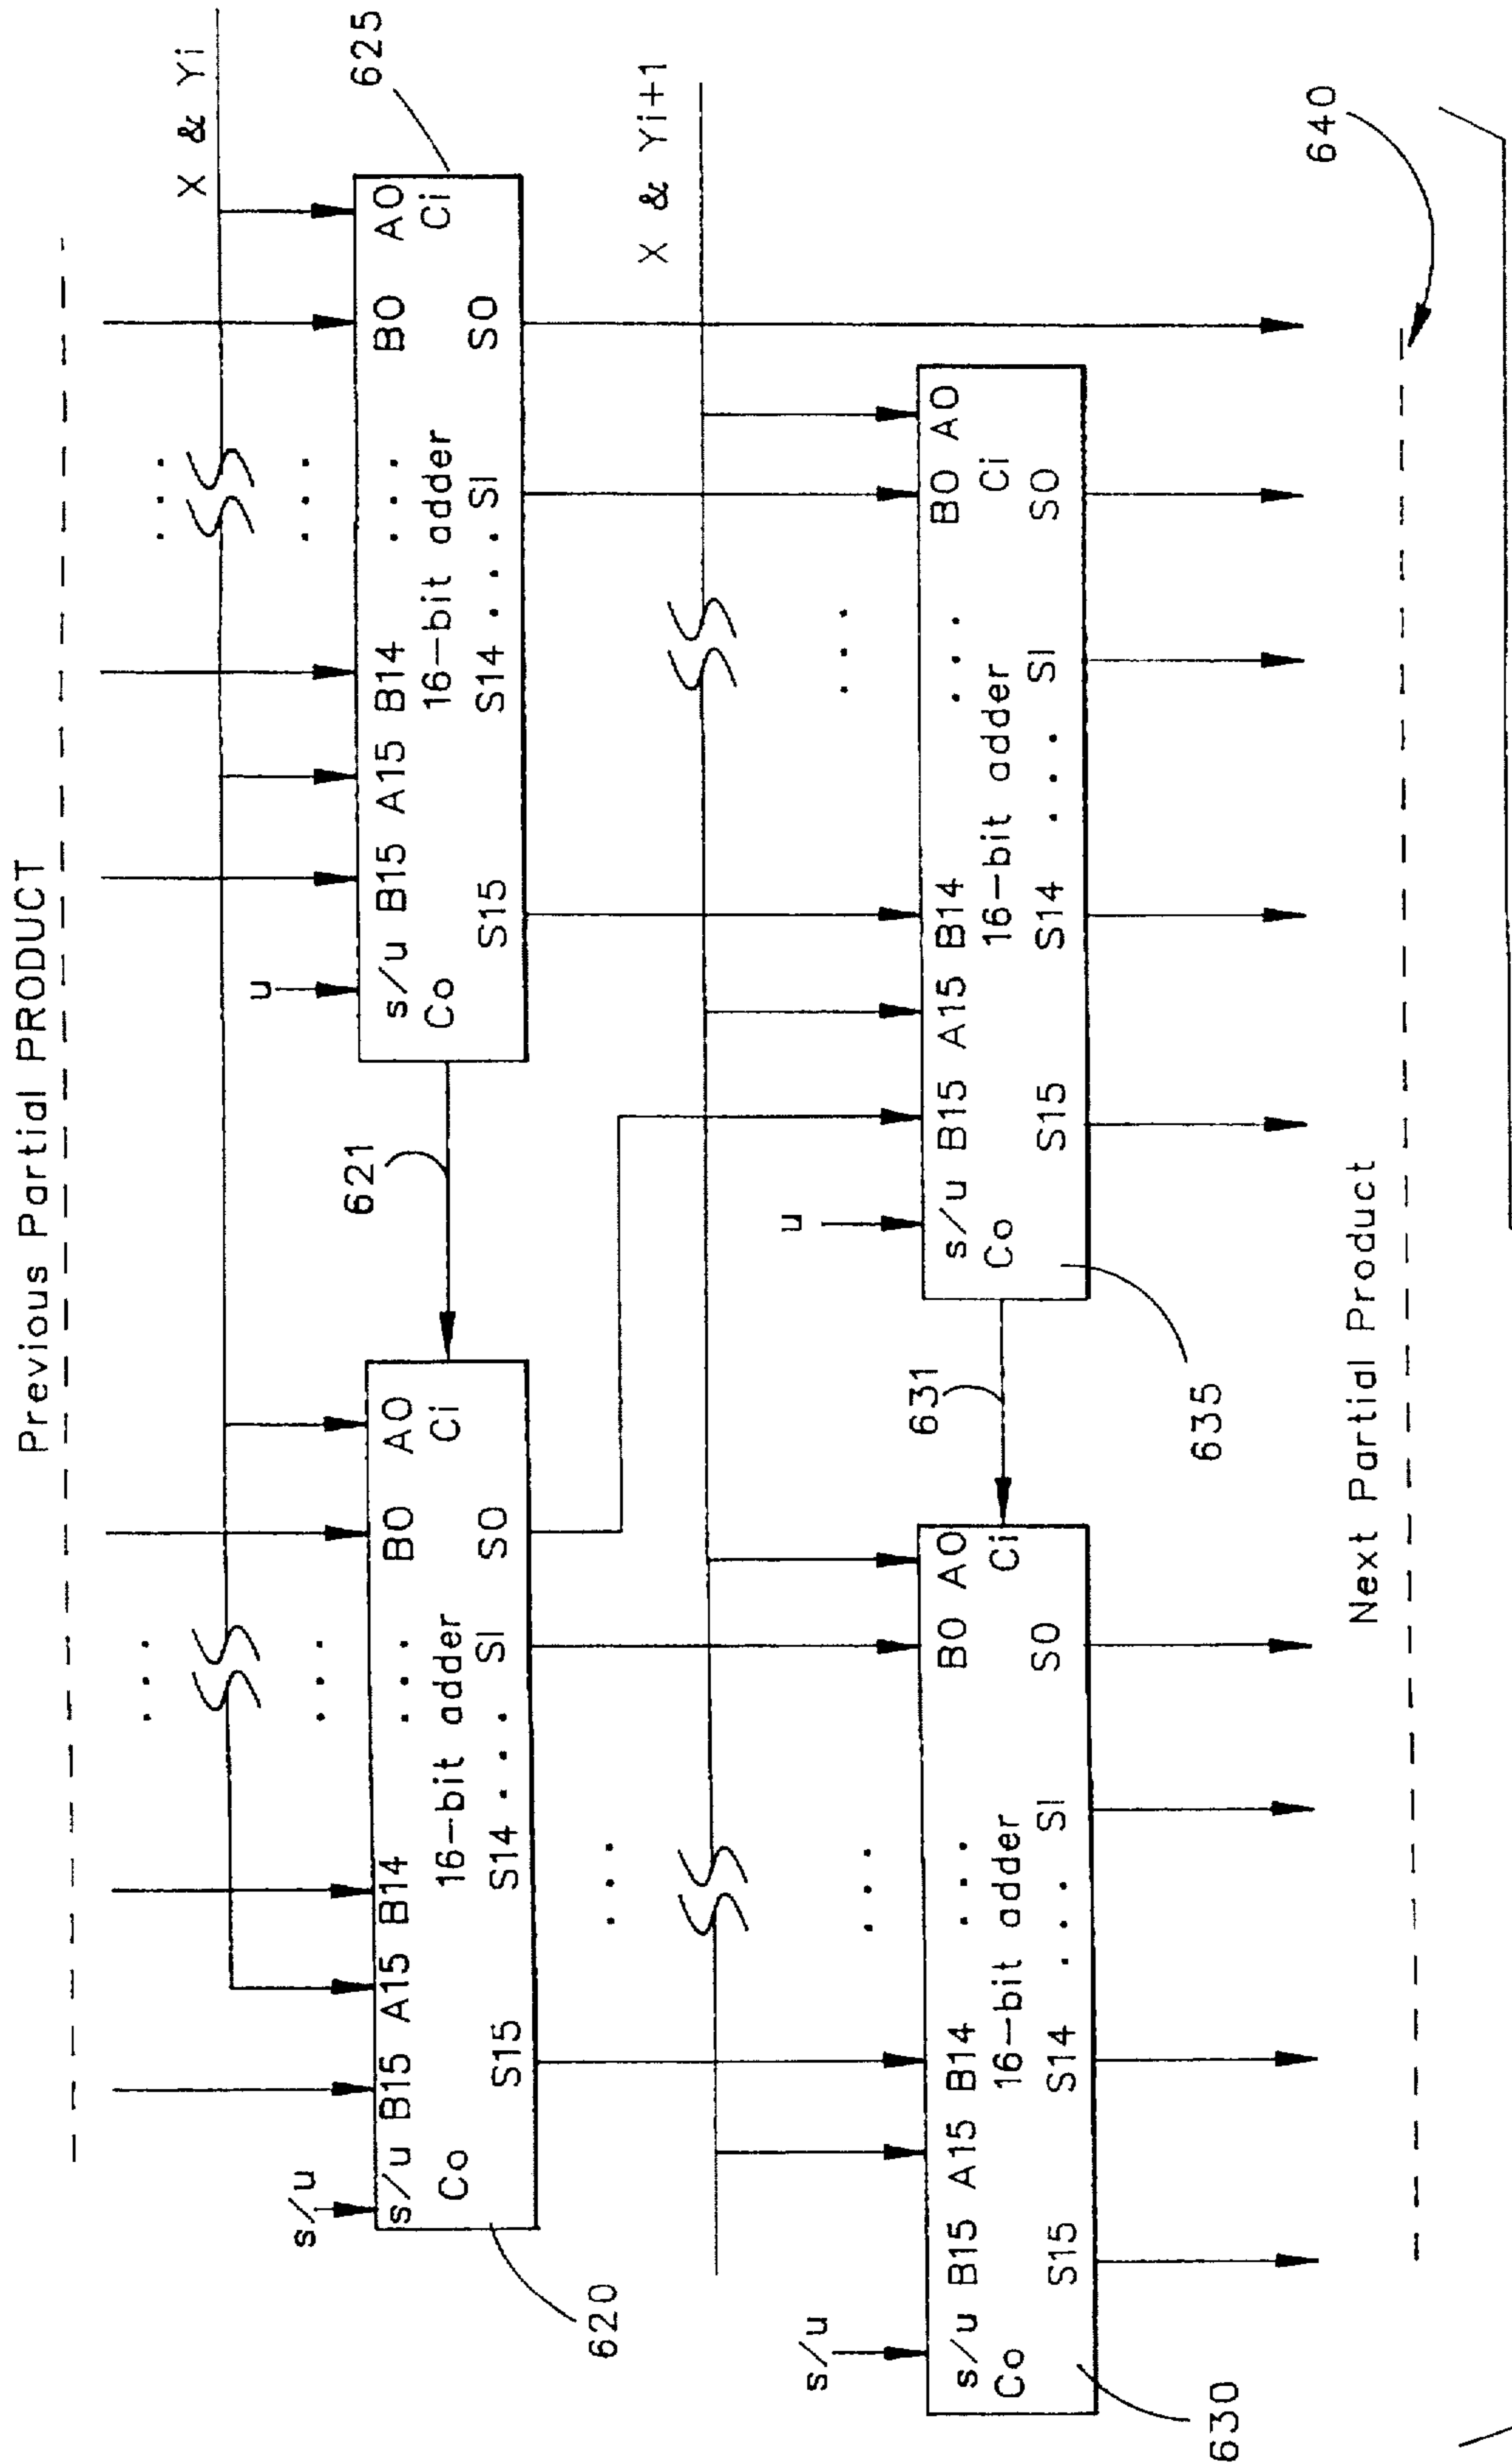 Previous Partial PRODUCT
X & Yi
s/u
u
625
s/u B15 A15 B14 ... B0 A0
Co 16-bit adder Ci
S15 S14 ... S1 S0
620
621
s/u B15 A15 B14 ... B0 A0
Co 16-bit adder Ci
S15 S14 ... S1 S0
X & Yi+1
s/u
u
s/u B15 A15 B14 ... B0 A0
Co 16-bit adder Ci
S15 S14 ... S1 S0
630
631
s/u B15 A15 B14 ... B0 A0
Co 16-bit adder Ci
S15 S14 ... S1 S0
635
Next Partial Product
640